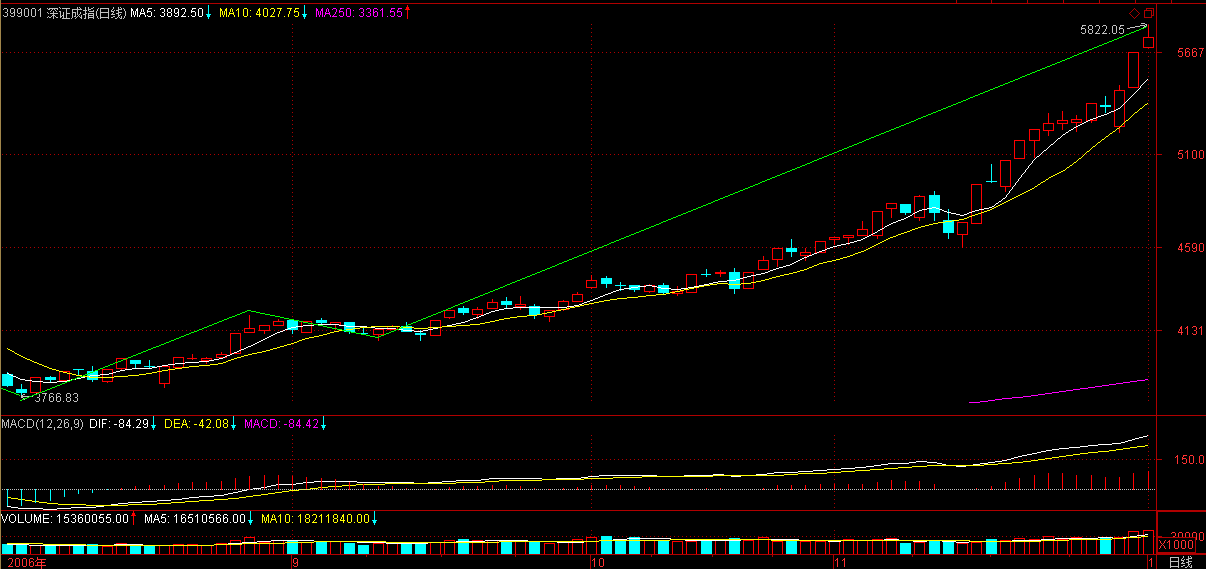 399001 深证成指(日线) MA5: 3892.50↓ MA10: 4027.75↓ MA250: 3361.55↑
5822.05
5667
5100
4590
4131
3766.83
MACD(12,26,9) DIF: -84.29↓ DEA: -42.08↓ MACD: -84.42↓
150.0
VOLUME: 15360055.00↑ MA5: 16510566.00↓ MA10: 18211840.00↓
X1000
2006年 9 10 11 1 日线